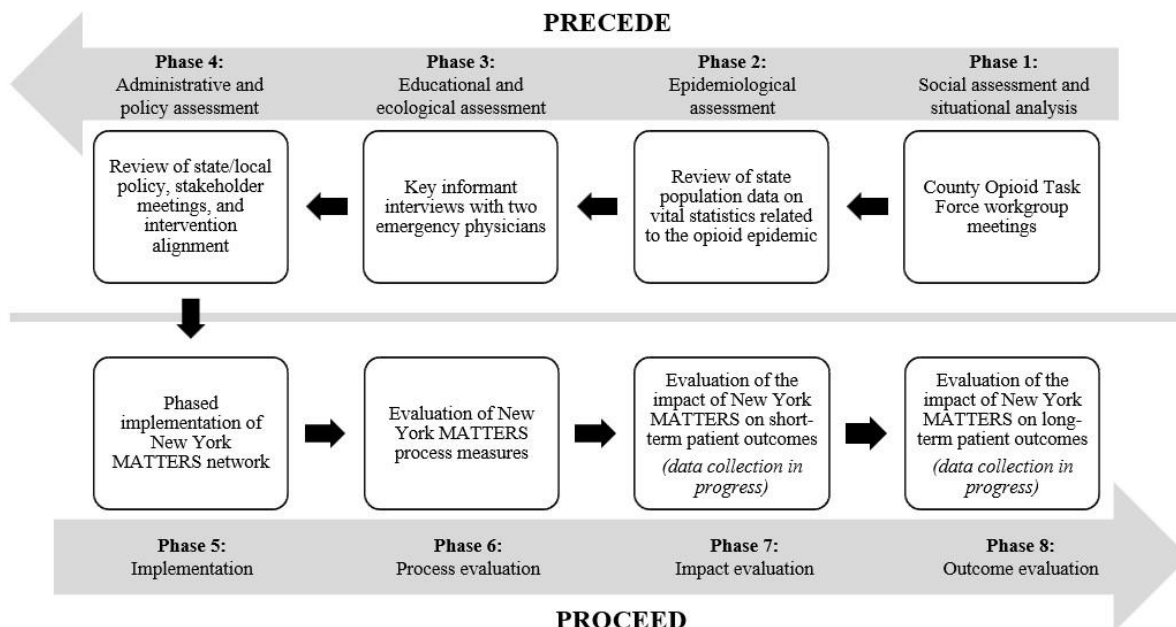 PRECEDE
Phase 4:
Administrative and
policy assessment
Phase 3:
Educational and
ecological assessment
Phase 2:
Epidemiological
assessment
Phase 1:
Social assessment and
situational analysis
Review of state/local
policy, stakeholder
meetings, and
intervention
alignment
Key informant
interviews with two
emergency physicians
Review of state
population data on
vital statistics related
to the opioid epidemic
County Opioid Task
Force workgroup
meetings
Phased
implementation of
New York
MATTERS network
Evaluation of New
York MATTERS
process measures
Evaluation of the
impact of New York
MATTERS on short-
term patient outcomes
(data collection in
progress)
Evaluation of the
impact of New York
MATTERS on long-
term patient outcomes
(data collection in
progress)
Phase 5:
Implementation
Phase 6:
Process evaluation
Phase 7:
Impact evaluation
Phase 8:
Outcome evaluation
PROCEED